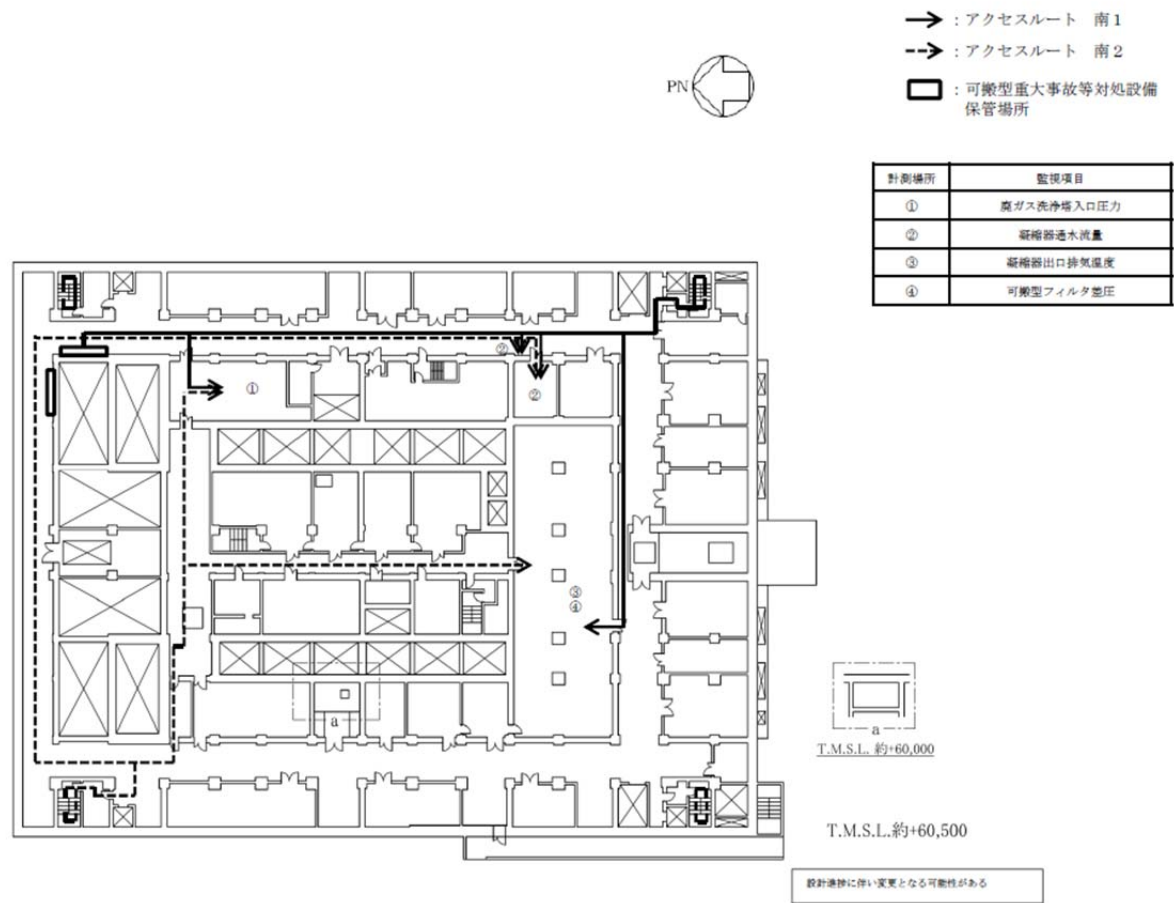 ：アクセスルート　南１
：アクセスルート　南２
：可搬型重大事故等対処設備
保管場所
PN
計測場所 監視項目
① 廃ガス洗浄塔入口圧力
② 凝縮器通水流量
③ 凝縮器出口排気温度
④ 可搬型フィルタ差圧
②
①
②
③
④
a
a
T.M.S.L. 約+60,000
T.M.S.L.約+60,500
設計進捗に伴い変更となる可能性がある